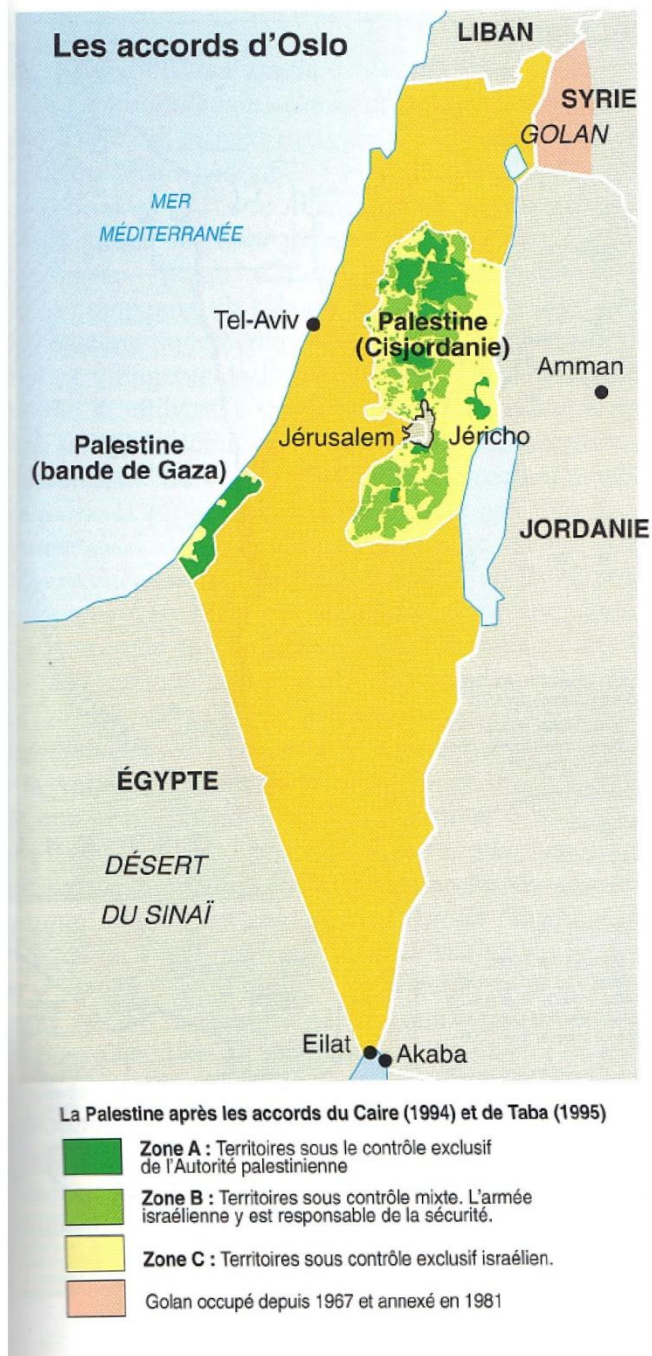 Les accords d'Oslo
LIBAN
SYRIE
GOLAN
MER
MÉDITERRANÉE
Tel-Aviv
Palestine
(Cisjordanie)
Amman
Palestine
(bande de Gaza)
Jérusalem
Jéricho
JORDANIE
ÉGYPTE
DÉSERT
DU SINAÏ
Eilat
Akaba
La Palestine après les accords du Caire (1994) et de Taba (1995)
Zone A : Territoires sous le contrôle exclusif
de l'Autorité palestinienne
Zone B : Territoires sous contrôle mixte. L'armée
israélienne y est responsable de la sécurité.
Zone C : Territoires sous contrôle exclusif israélien.
Golan occupé depuis 1967 et annexé en 1981